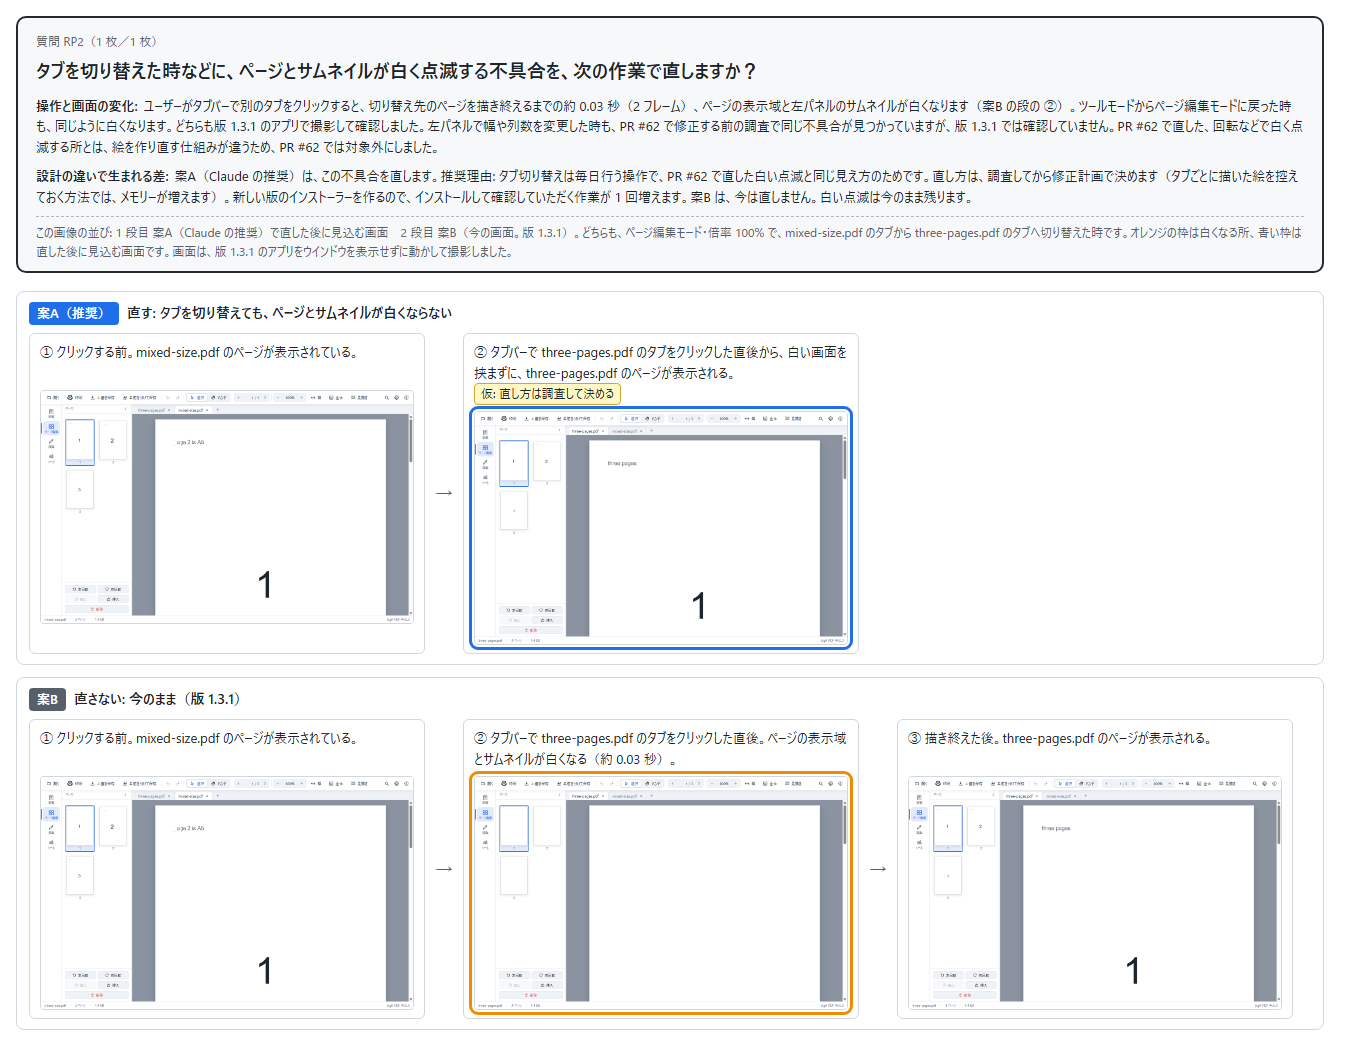 質問 RP2（1 枚／1 枚）
タブを切り替えた時などに、ページとサムネイルが白く点滅する不具合を、次の作業で直しますか？
操作と画面の変化: ユーザーがタブバーで別のタブをクリックすると、切り替え先のページを描き終えるまでの約 0.03 秒（2 フレーム）、ページの表示域と左パネルのサムネイルが白くなります（案B の段の ②）。ツールモードからページ編集モードに戻った時
も、同じように白くなります。どちらも版 1.3.1 のアプリで撮影して確認しました。左パネルで幅や列数を変更した時も、PR #62 で修正する前の調査で同じ不具合が見つかっていますが、版 1.3.1 では確認していません。PR #62 で直した、回転などで白く点
滅する所とは、絵を作り直す仕組みが違うため、PR #62 では対象外にしました。
設計の違いで生まれる差: 案A（Claude の推奨）は、この不具合を直します。推奨理由: タブ切り替えは毎日行う操作で、PR #62 で直した白い点滅と同じ見え方のためです。直し方は、調査してから修正計画で決めます（タブごとに描いた絵を控え
ておく方法では、メモリーが増えます）。新しい版のインストーラーを作るので、インストールして確認していただく作業が 1 回増えます。案B は、今は直しません。白い点滅は今のまま残ります。
この画像の並び: 1 段目 案A（Claude の推奨）で直した後に見込む画面　2 段目 案B（今の画面。版 1.3.1）。どちらも、ページ編集モード・倍率 100% で、mixed-size.pdf のタブから three-pages.pdf のタブへ切り替えた時です。オレンジの枠は白くなる所、青い枠は
直した後に見込む画面です。画面は、版 1.3.1 のアプリをウインドウを表示せずに動かして撮影しました。
案A（推奨） 直す: タブを切り替えても、ページとサムネイルが白くならない
① クリックする前。mixed-size.pdf のページが表示されている。
② タブバーで three-pages.pdf のタブをクリックした直後から、白い画面を
挟まずに、three-pages.pdf のページが表示される。
仮: 直し方は調査して決める
age 2 is A5
1
three pages
1
→
案B 直さない: 今のまま（版 1.3.1）
① クリックする前。mixed-size.pdf のページが表示されている。
② タブバーで three-pages.pdf のタブをクリックした直後。ページの表示域
とサムネイルが白くなる（約 0.03 秒）。
③ 描き終えた後。three-pages.pdf のページが表示される。
age 2 is A5
1
→
→
three pages
1